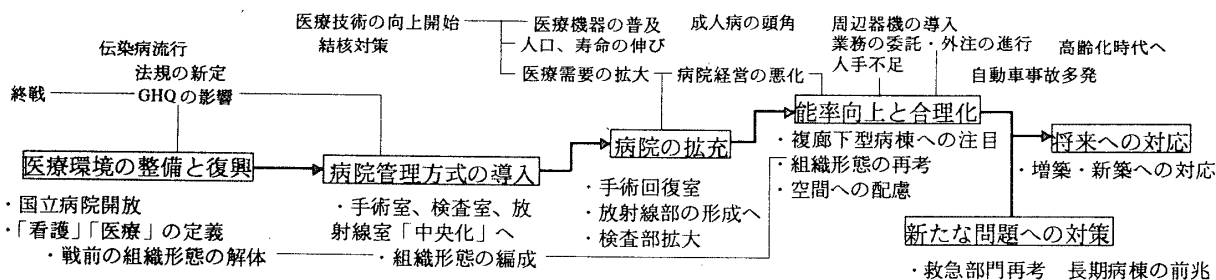 医療技術の向上開始
結核対策
伝染病流行
法規の新定
GHQの影響
終戦
医療機器の普及
人口、寿命の伸び
医療需要の拡大
成人病の頭角
病院経営の悪化
周辺器機の導入
業務の委託・外注の進行
人手不足
高齢化時代へ
自動車事故多発
医療環境の整備と復興
・国立病院開放
・「看護」「医療」の定義
・戦前の組織形態の解体
病院管理方式の導入
・手術室、検査室、放
射線室「中央化」へ
・組織形態の編成
病院の拡充
・手術回復室
・放射線部の形成へ
・検査部拡大
能率向上と合理化
・複廊下型病棟への注目
・組織形態の再考
・空間への配慮
将来への対応
・増築・新築への対応
新たな問題への対策
・救急部門再考 長期病棟の前兆